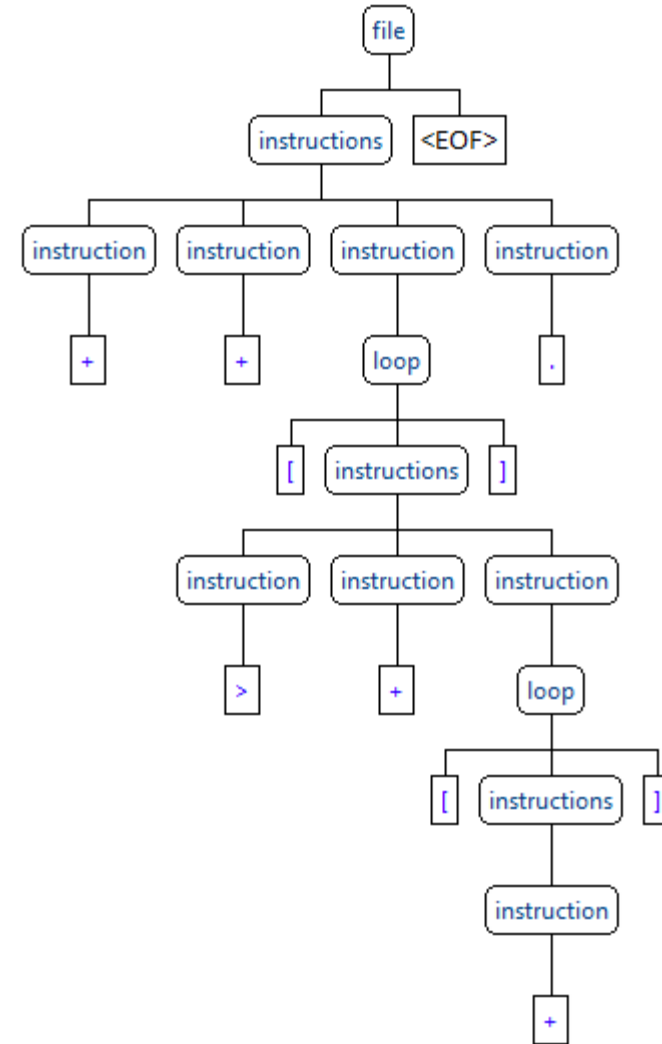 file
instructions <EOF>
instruction instruction instruction instruction
+ + loop .
[ instructions ]
instruction instruction instruction
> + loop
[ instructions ]
instruction
+